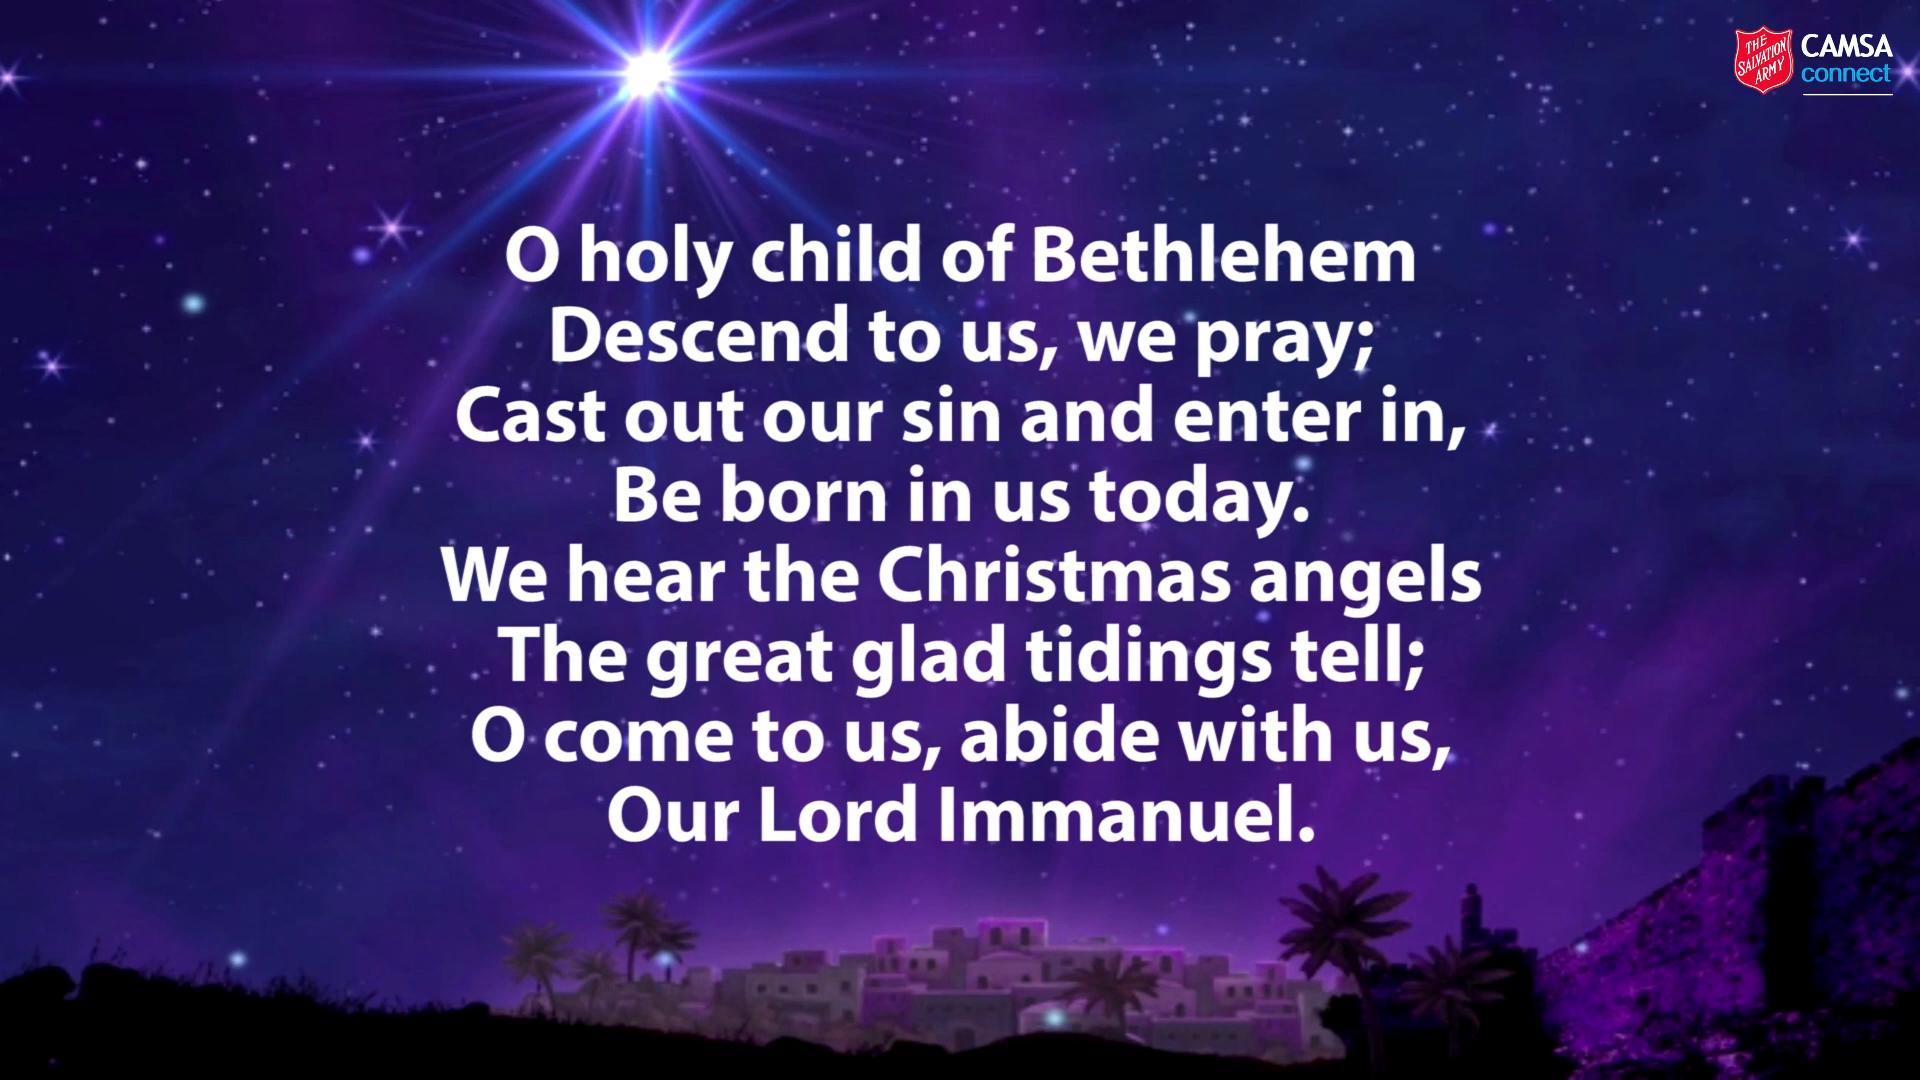 THE
SALVATION
ARMY
CAMSA
connect
O holy child of Bethlehem
Descend to us, we pray;
Cast out our sin and enter in,
Be born in us today.
We hear the Christmas angels
The great glad tidings tell;
O come to us, abide with us,
Our Lord Immanuel.